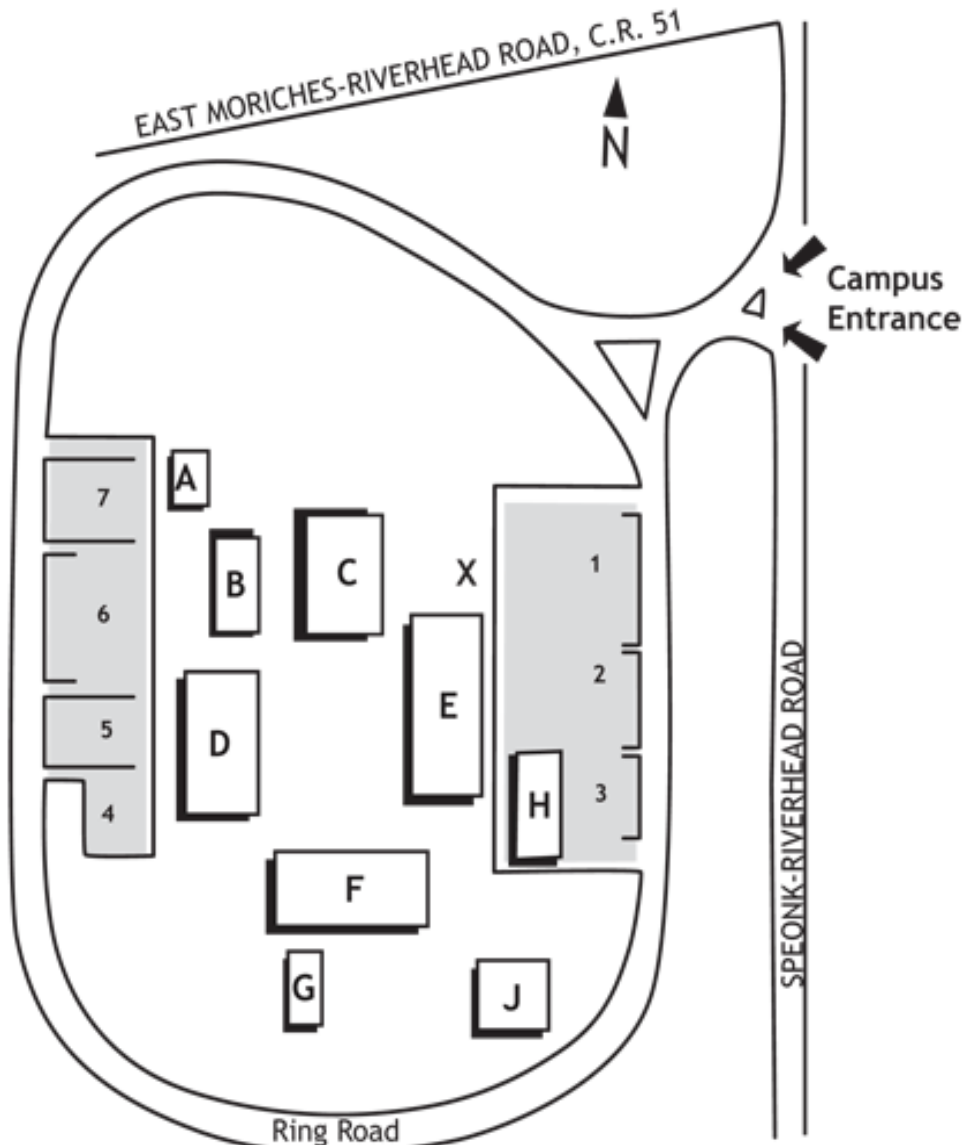 EAST MORICHES-RIVERHEAD ROAD, C.R. 51
N
Campus
Entrance
A
7
B
C
X
1
6
2
E
5
D
SPEONK-RIVERHEAD ROAD
3
H
4
F
G
J
Ring Road